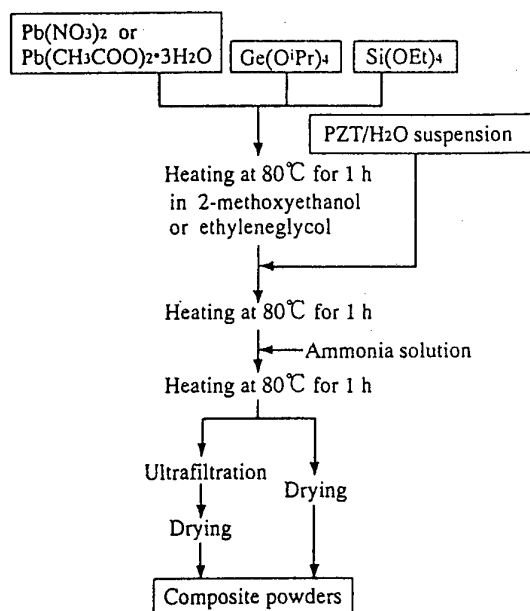 Pb(NO3)2 or
Pb(CH3COO)2•3H2O
Ge(OiPr)4
Si(OEt)4
PZT/H2O suspension
Heating at 80℃ for 1 h
in 2-methoxyethanol
or ethyleneglycol
Heating at 80℃ for 1 h
Ammonia solution
Heating at 80℃ for 1 h
Ultrafiltration
Drying
Drying
Composite powders